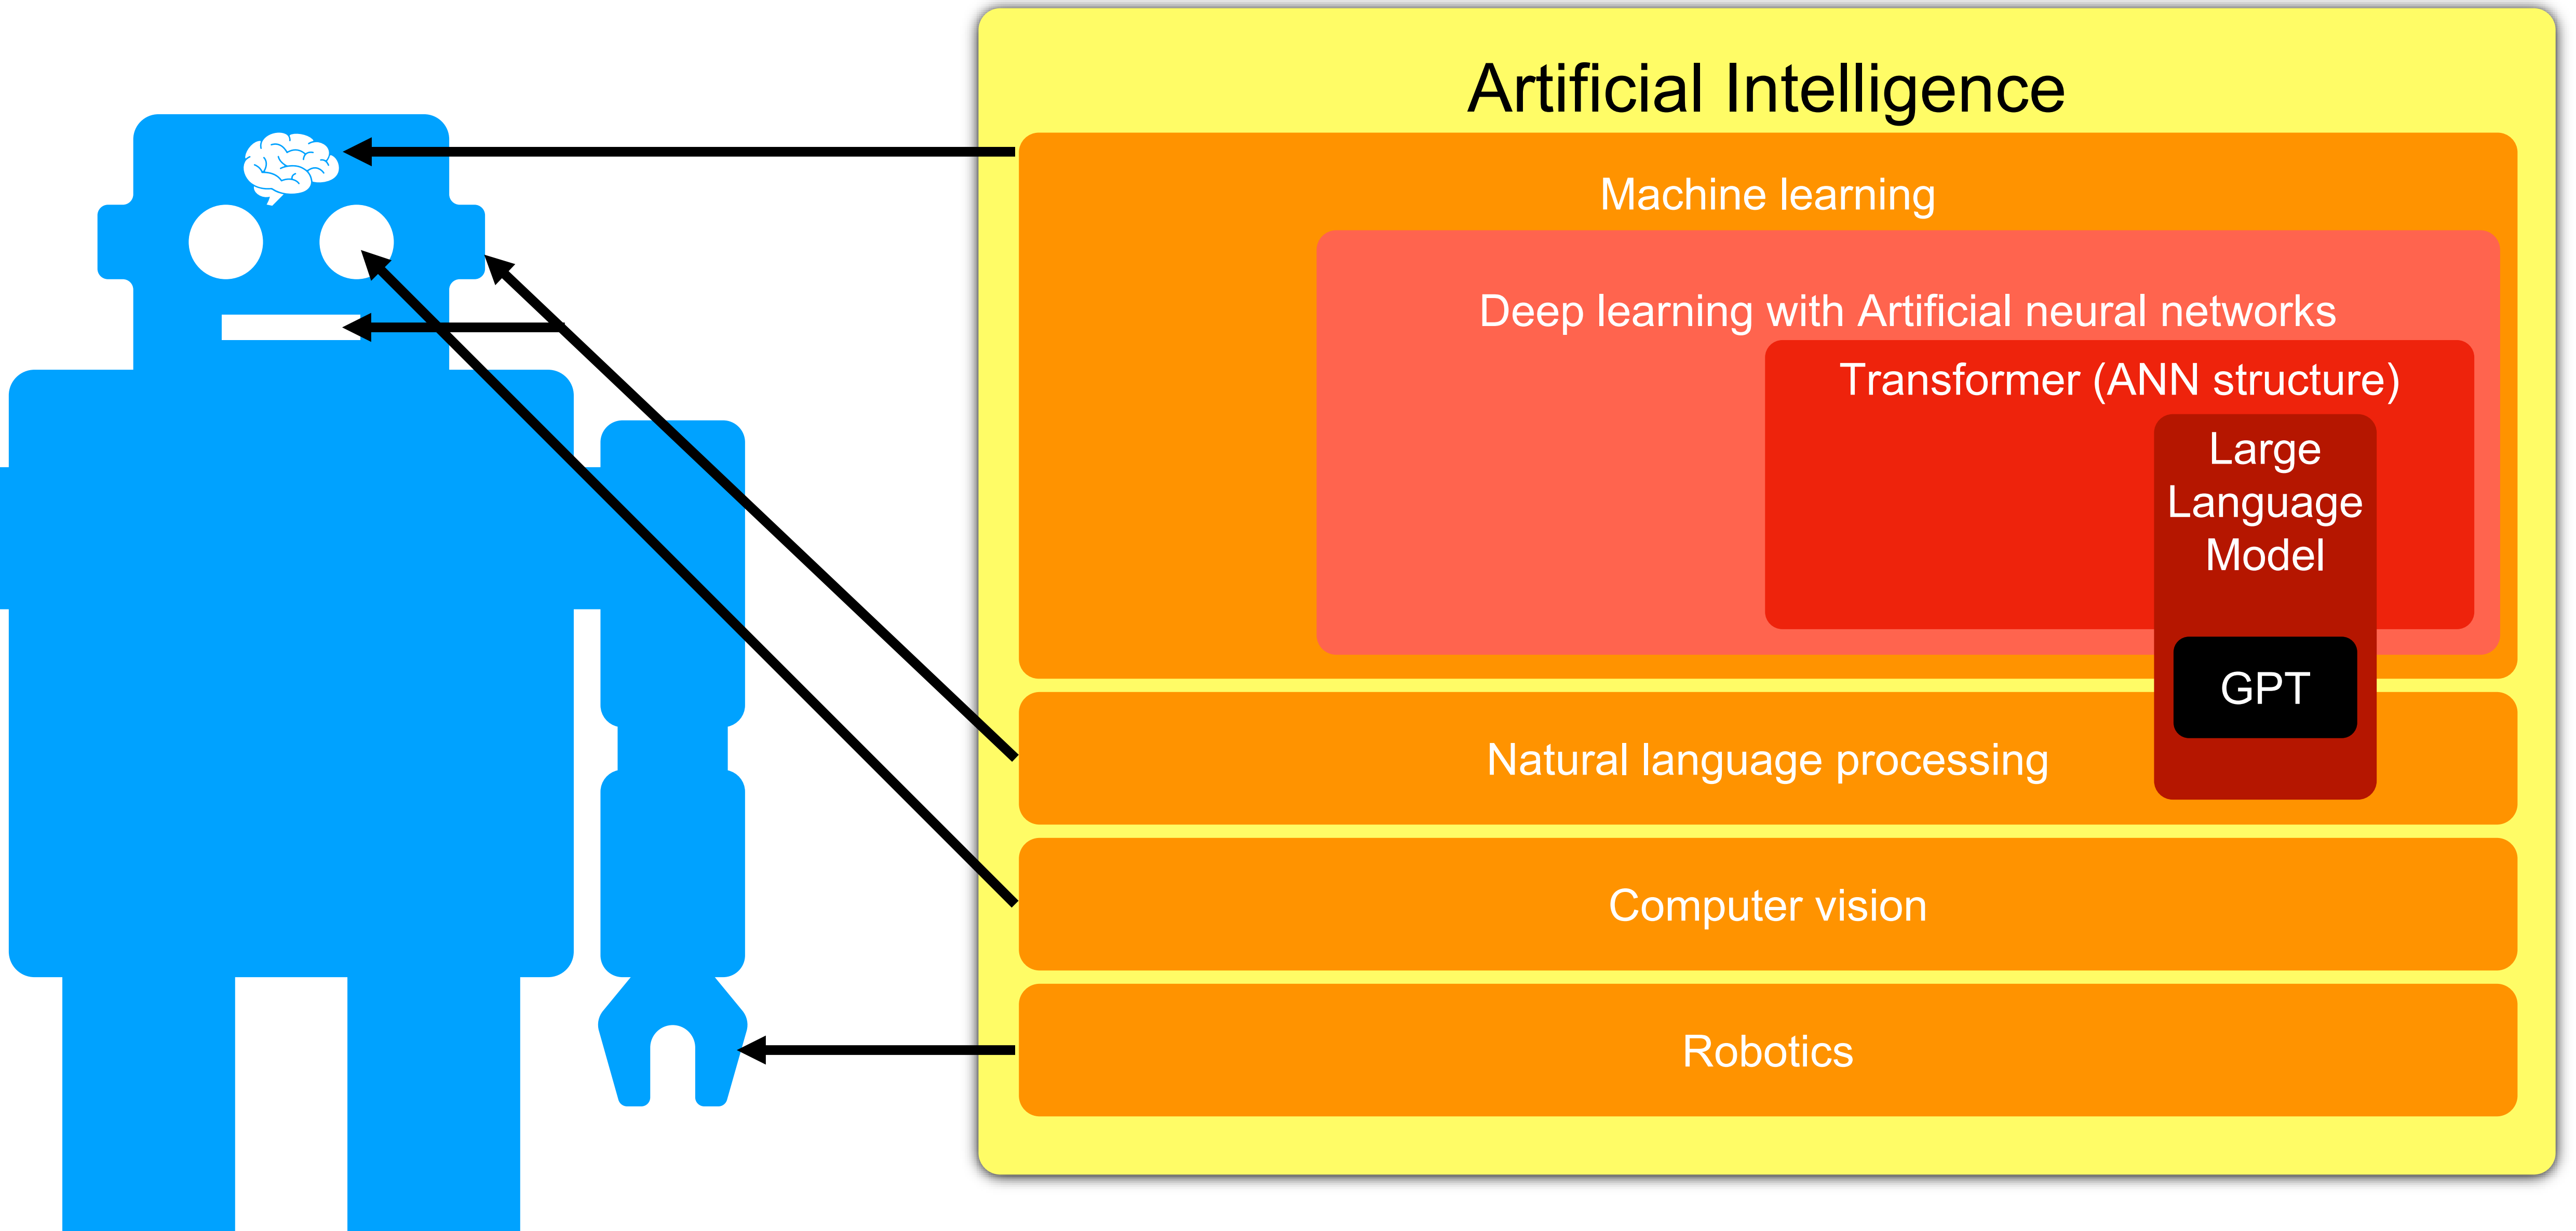 Artificial Intelligence
Machine learning
Deep learning with Artificial neural networks
Transformer (ANN structure)
Large
Language
Model
GPT
Natural language processing
Computer vision
Robotics